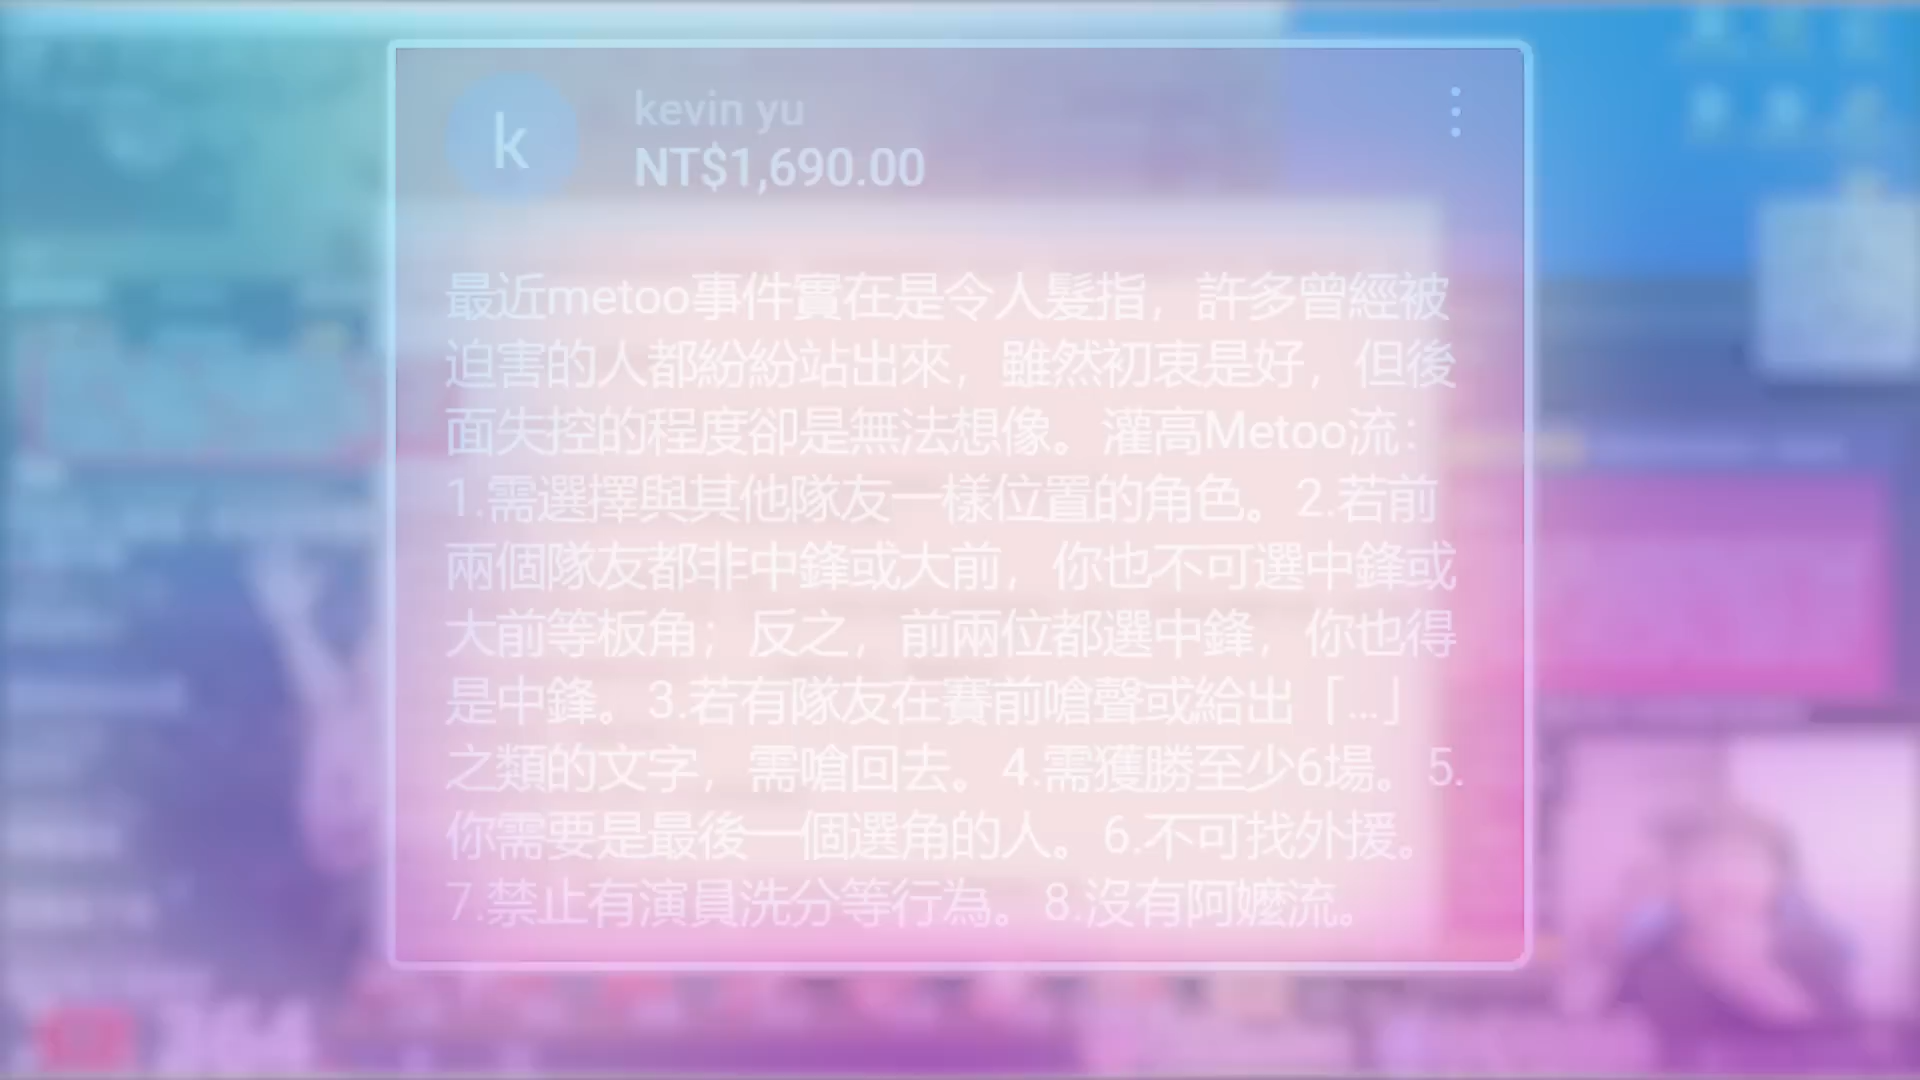 k
kevin yu
NT$1,690.00
最近metoo事件實在是令人髮指，許多曾經被
迫害的人都紛紛站出來，雖然初衷是好，但後
面失控的程度卻是無法想像。灌高Metoo流：
1.需選擇與其他隊友一樣位置的角色。2.若前
兩個隊友都非中鋒或大前，你也不可選中鋒或
大前等板角；反之，前兩位都選中鋒，你也得
是中鋒。3.若有隊友在賽前嗆聲或給出「...」
之類的文字，需嗆回去。4.需獲勝至少6場。5.
你需要是最後一個選角的人。6.不可找外援。
7.禁止有演員洗分等行為。8.沒有阿嬤流。